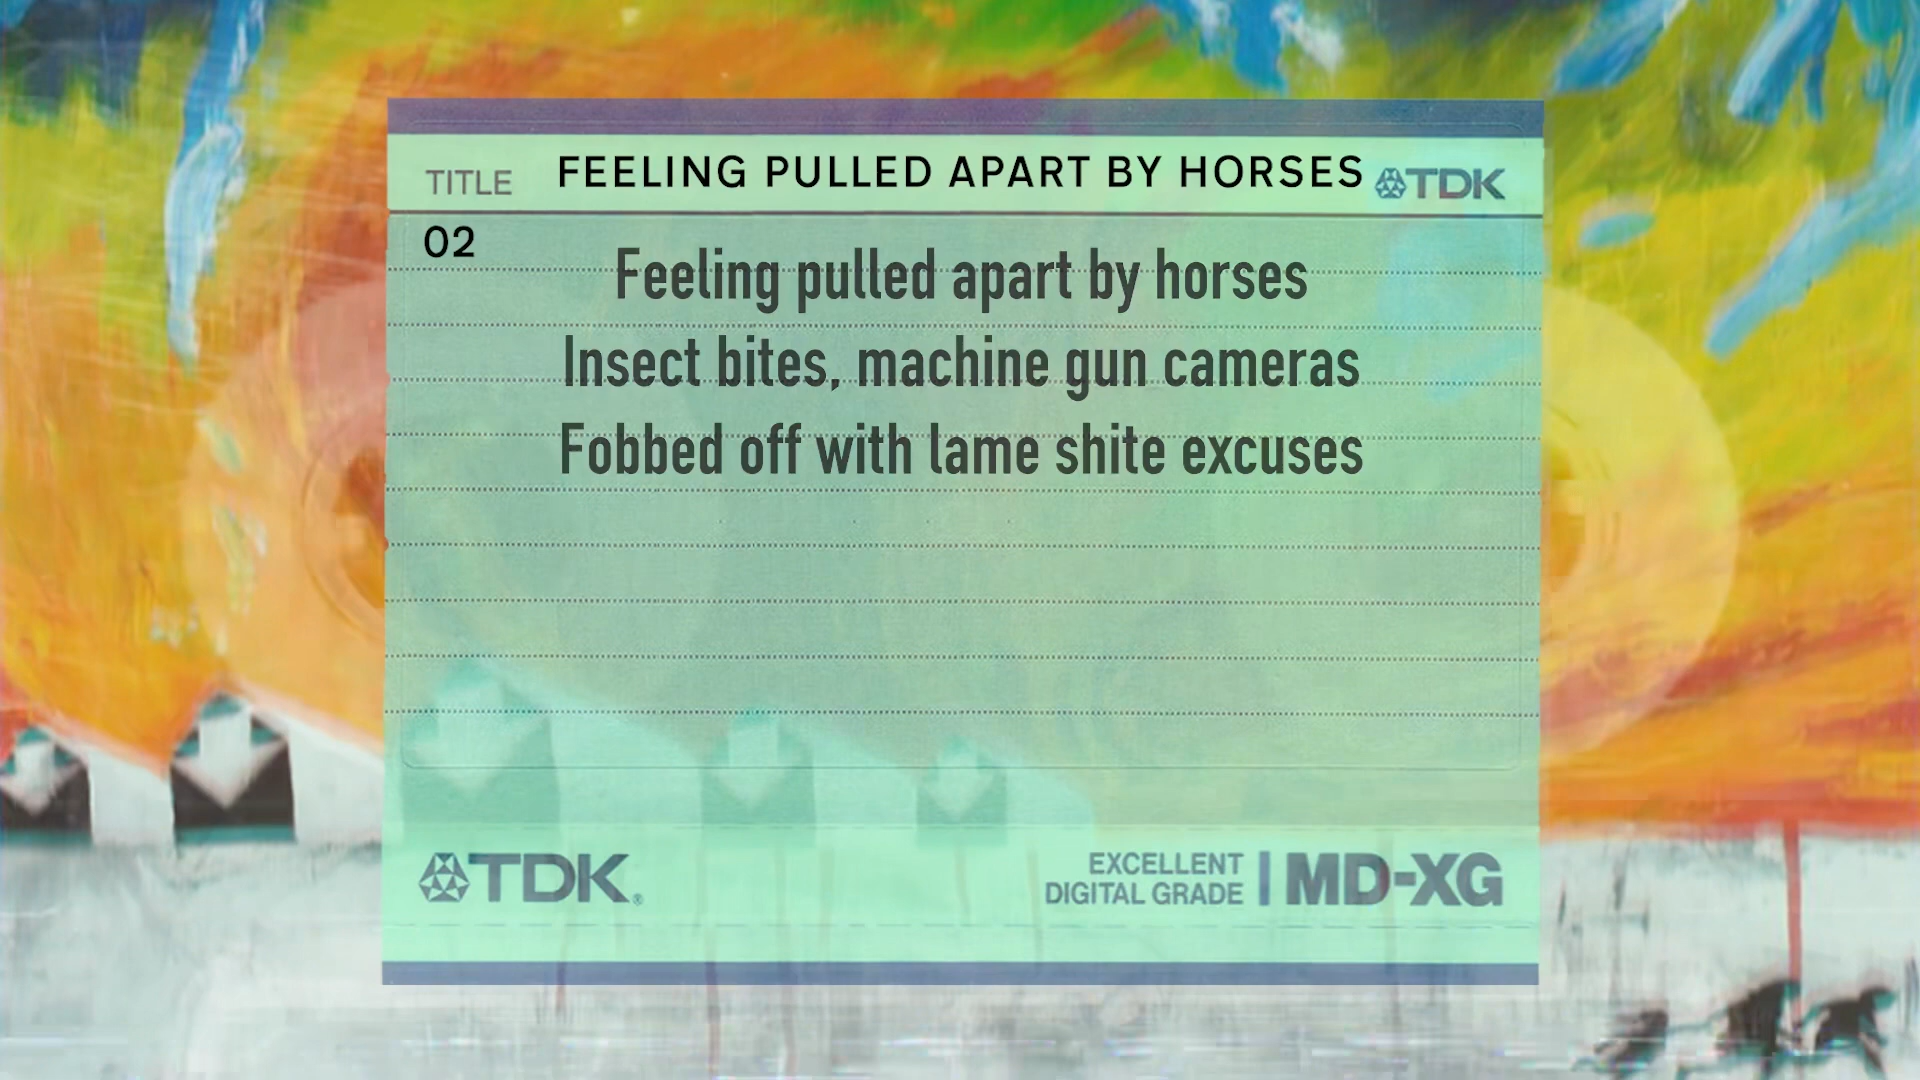 TITLE FEELING PULLED APART BY HORSES TDK
02
Feeling pulled apart by horses
Insect bites, machine gun cameras
Fobbed off with lame shite excuses
TDK®
EXCELLENT
DIGITAL GRADE | MD-XG